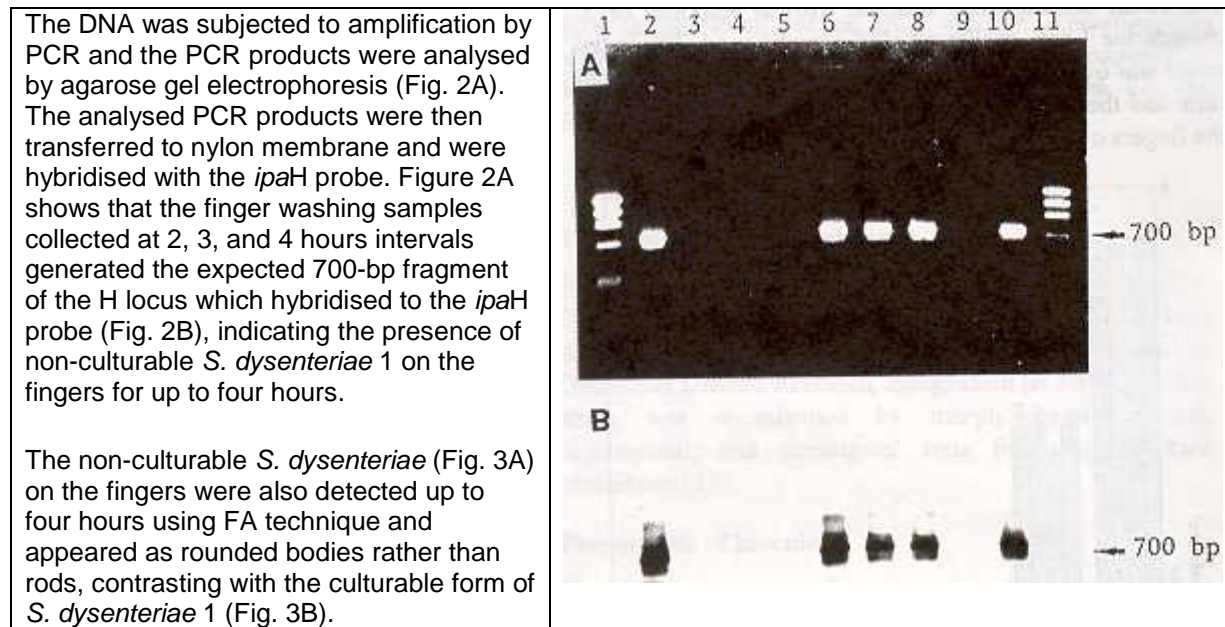 The DNA was subjected to amplification by
PCR and the PCR products were analysed
by agarose gel electrophoresis (Fig. 2A).
The analysed PCR products were then
transferred to nylon membrane and were
hybridised with the ipaH probe. Figure 2A
shows that the finger washing samples
collected at 2, 3, and 4 hours intervals
generated the expected 700-bp fragment
of the H locus which hybridised to the ipaH
probe (Fig. 2B), indicating the presence of
non-culturable S. dysenteriae 1 on the
fingers for up to four hours.
The non-culturable S. dysenteriae (Fig. 3A)
on the fingers were also detected up to
four hours using FA technique and
appeared as rounded bodies rather than
rods, contrasting with the culturable form of
S. dysenteriae 1 (Fig. 3B).
1 2 3 4 5 6 7 8 9 10 11
A
700 bp
B
700 bp